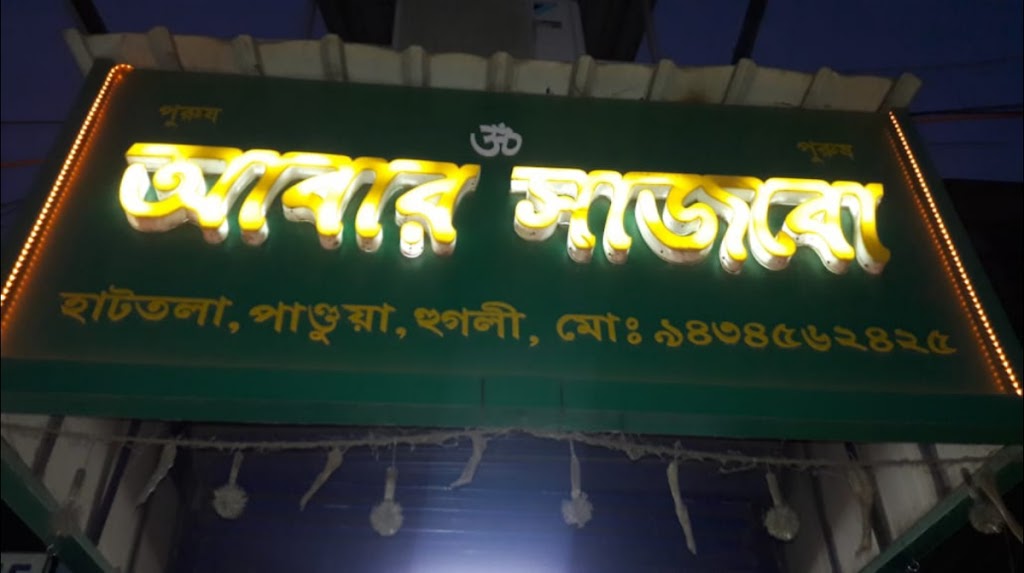 পুরুষ ॐ পুরুষ
আবার সাজবো
হাটতলা, পাণ্ডুয়া, হুগলী, মোঃ ৯৪৩৪৫৬২৪২৫